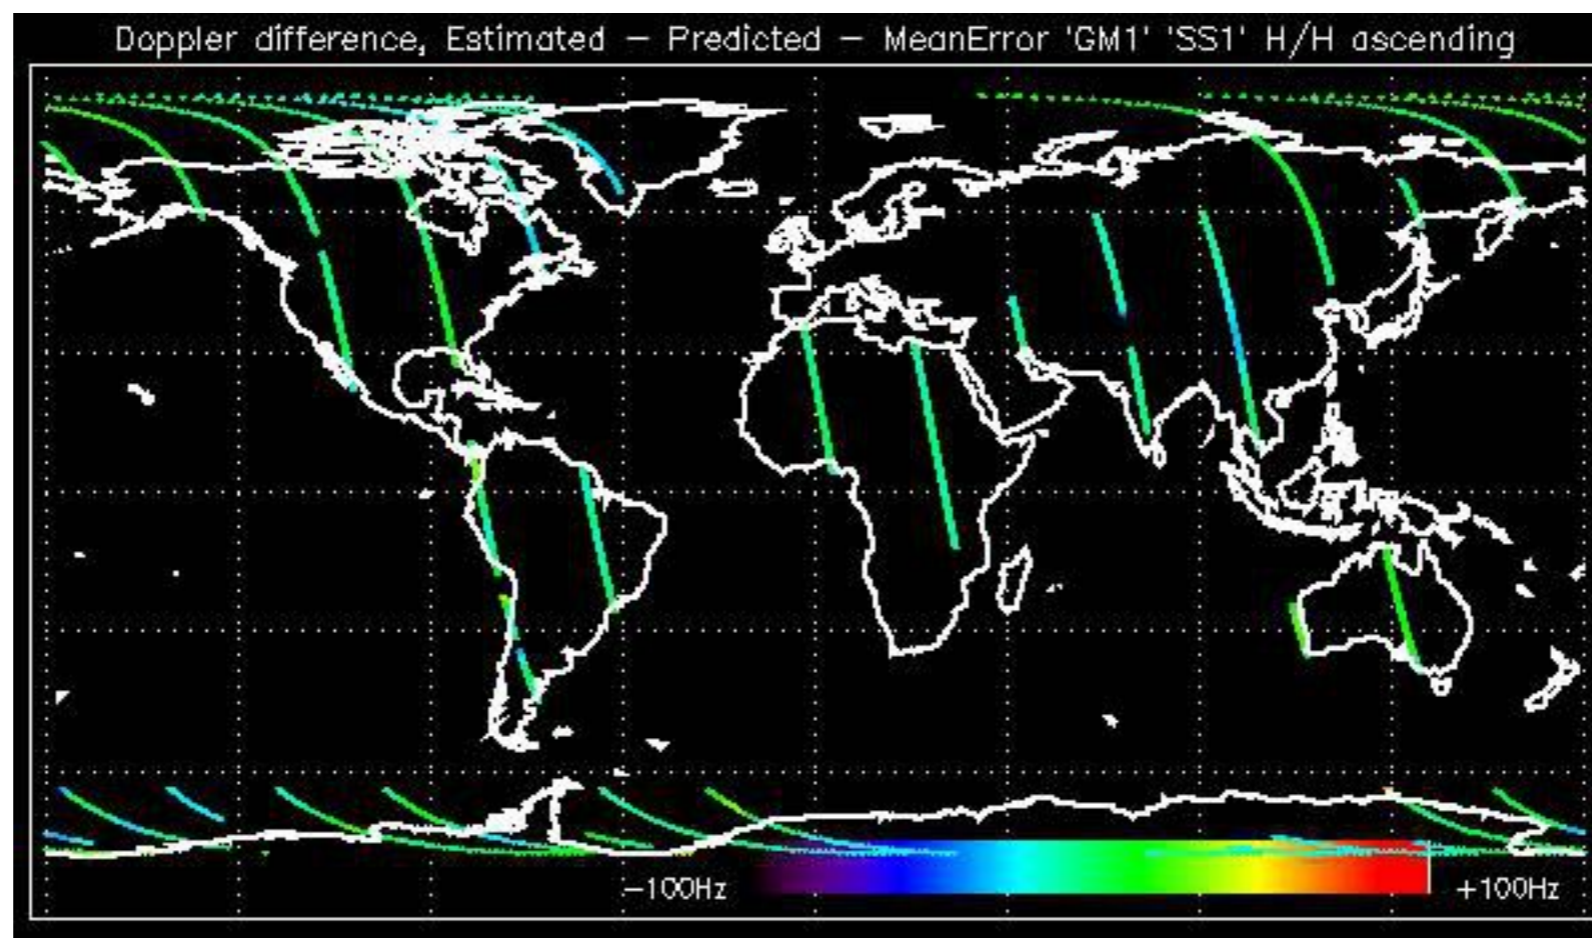 Doppler difference, Estimated – Predicted – MeanError 'GM1' 'SS1' H/H ascending
–100Hz
+100Hz